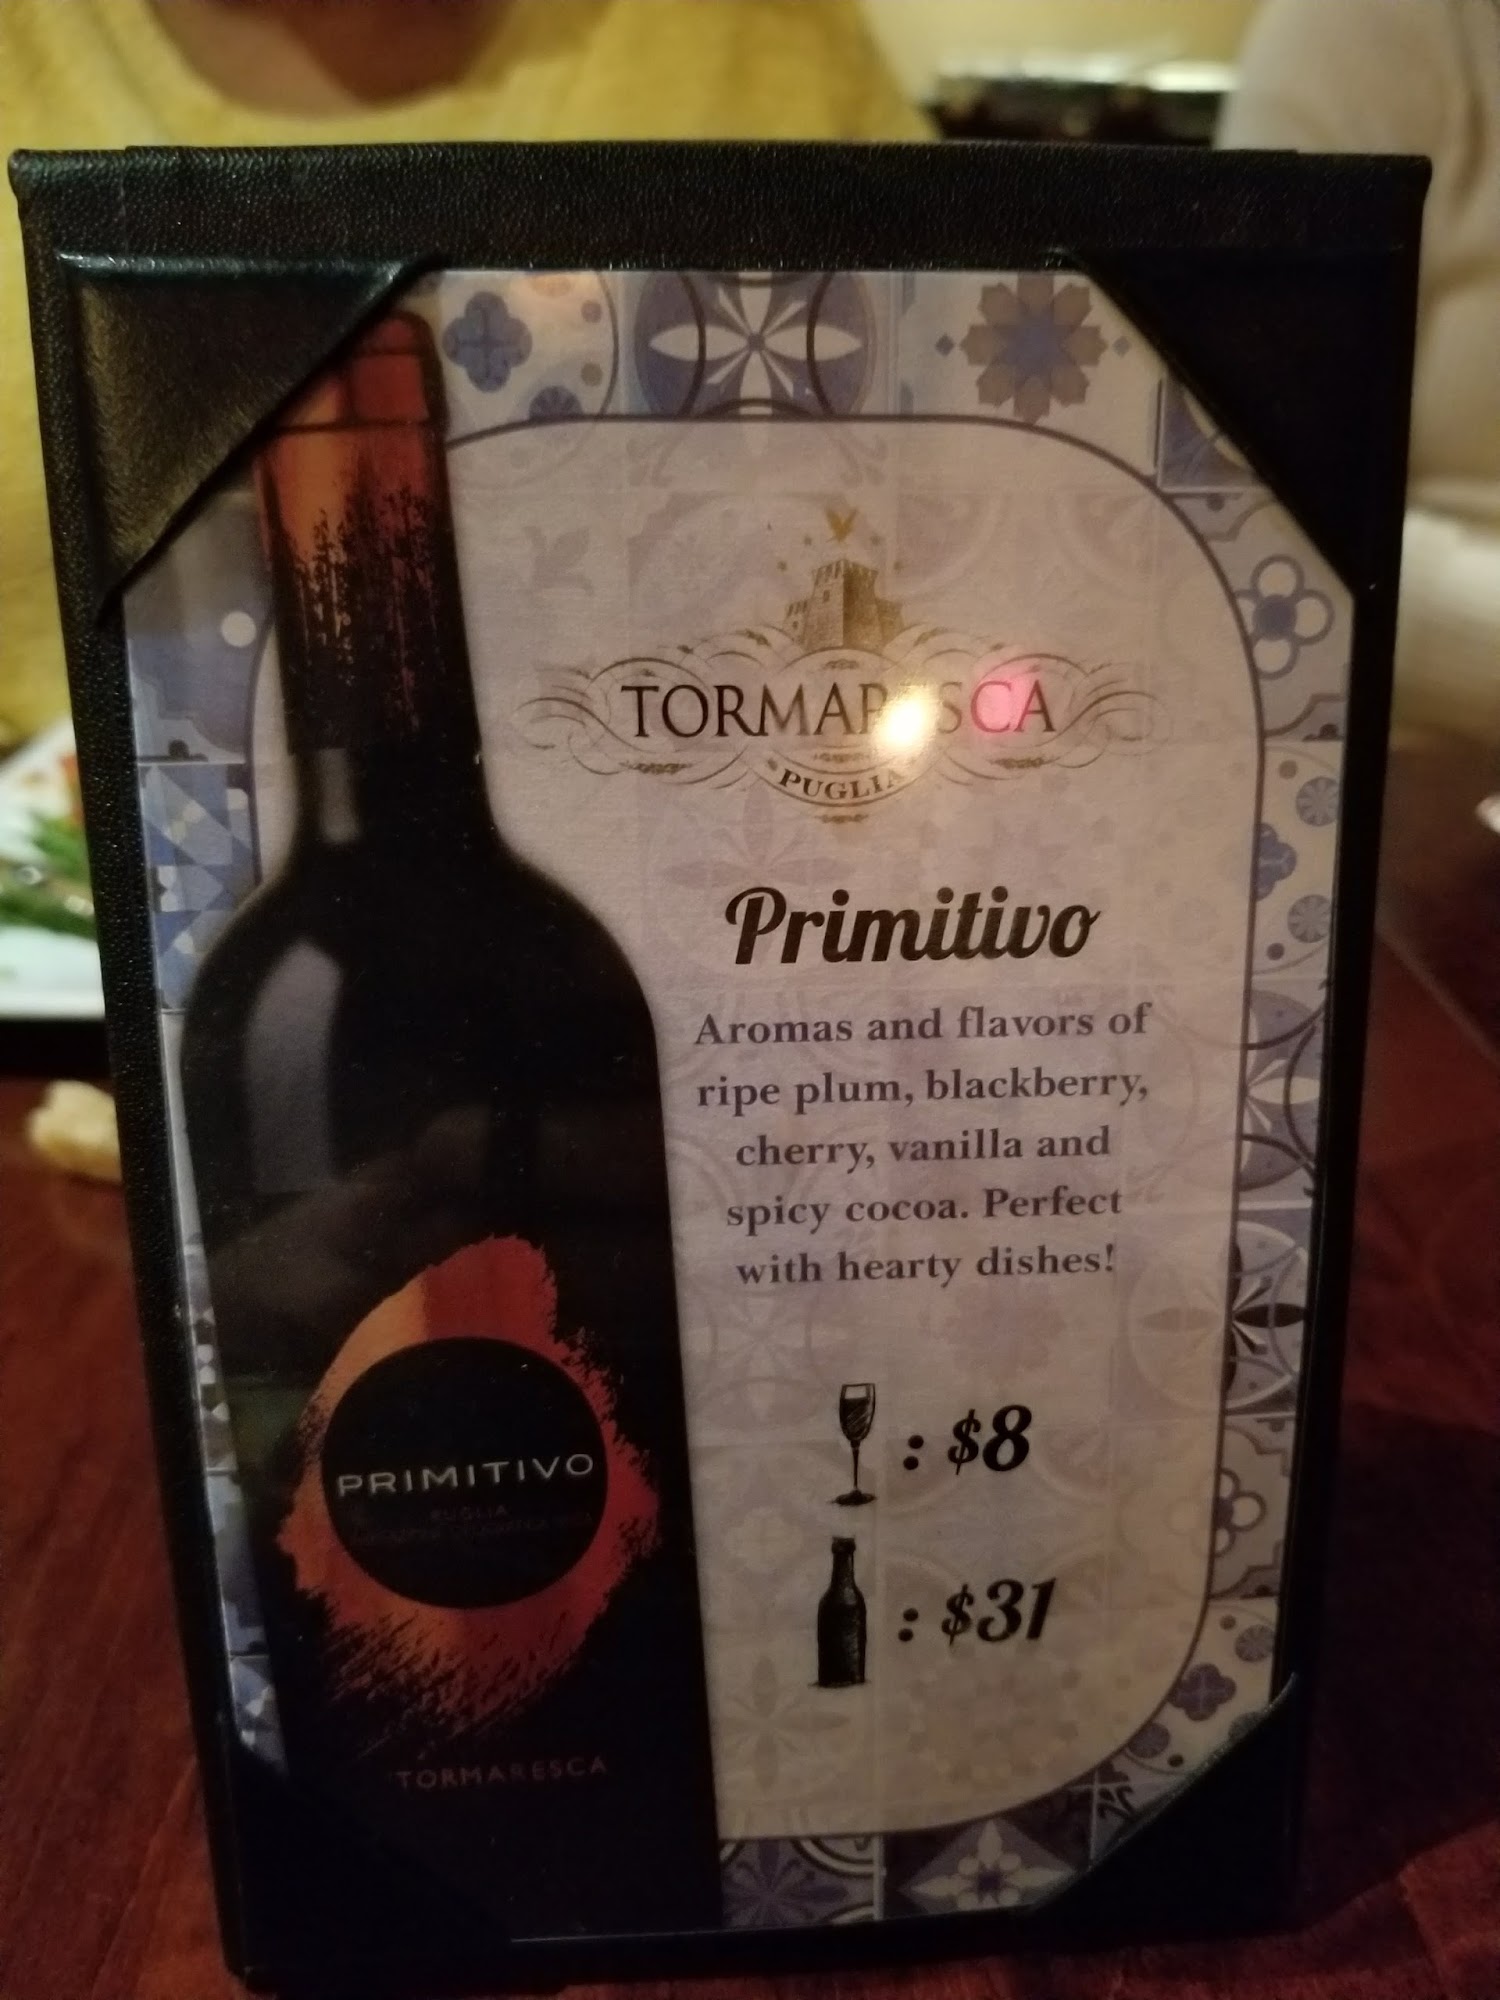 TORMARESCA
PUGLIA
Primitivo
Aromas and flavors of
ripe plum, blackberry,
cherry, vanilla and
spicy cocoa. Perfect
with hearty dishes!
: $8
: $31
PRIMITIVO
PUGLIA
TORMARESCA